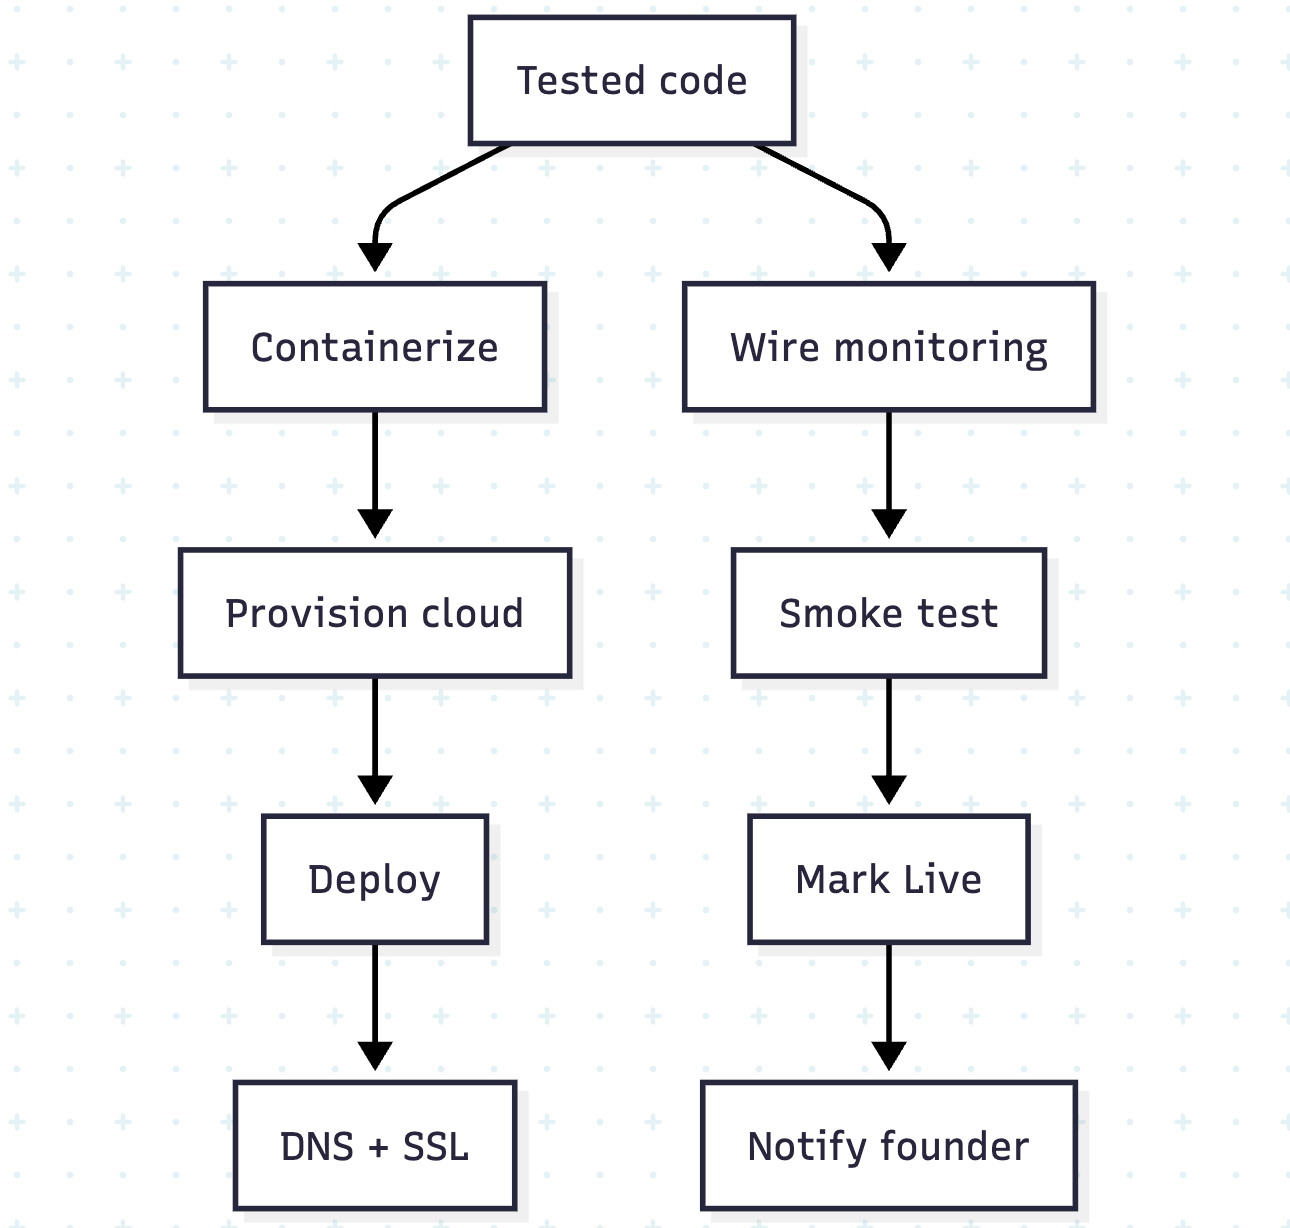 Tested code
Containerize
Wire monitoring
Provision cloud
Smoke test
Deploy
Mark Live
DNS + SSL
Notify founder